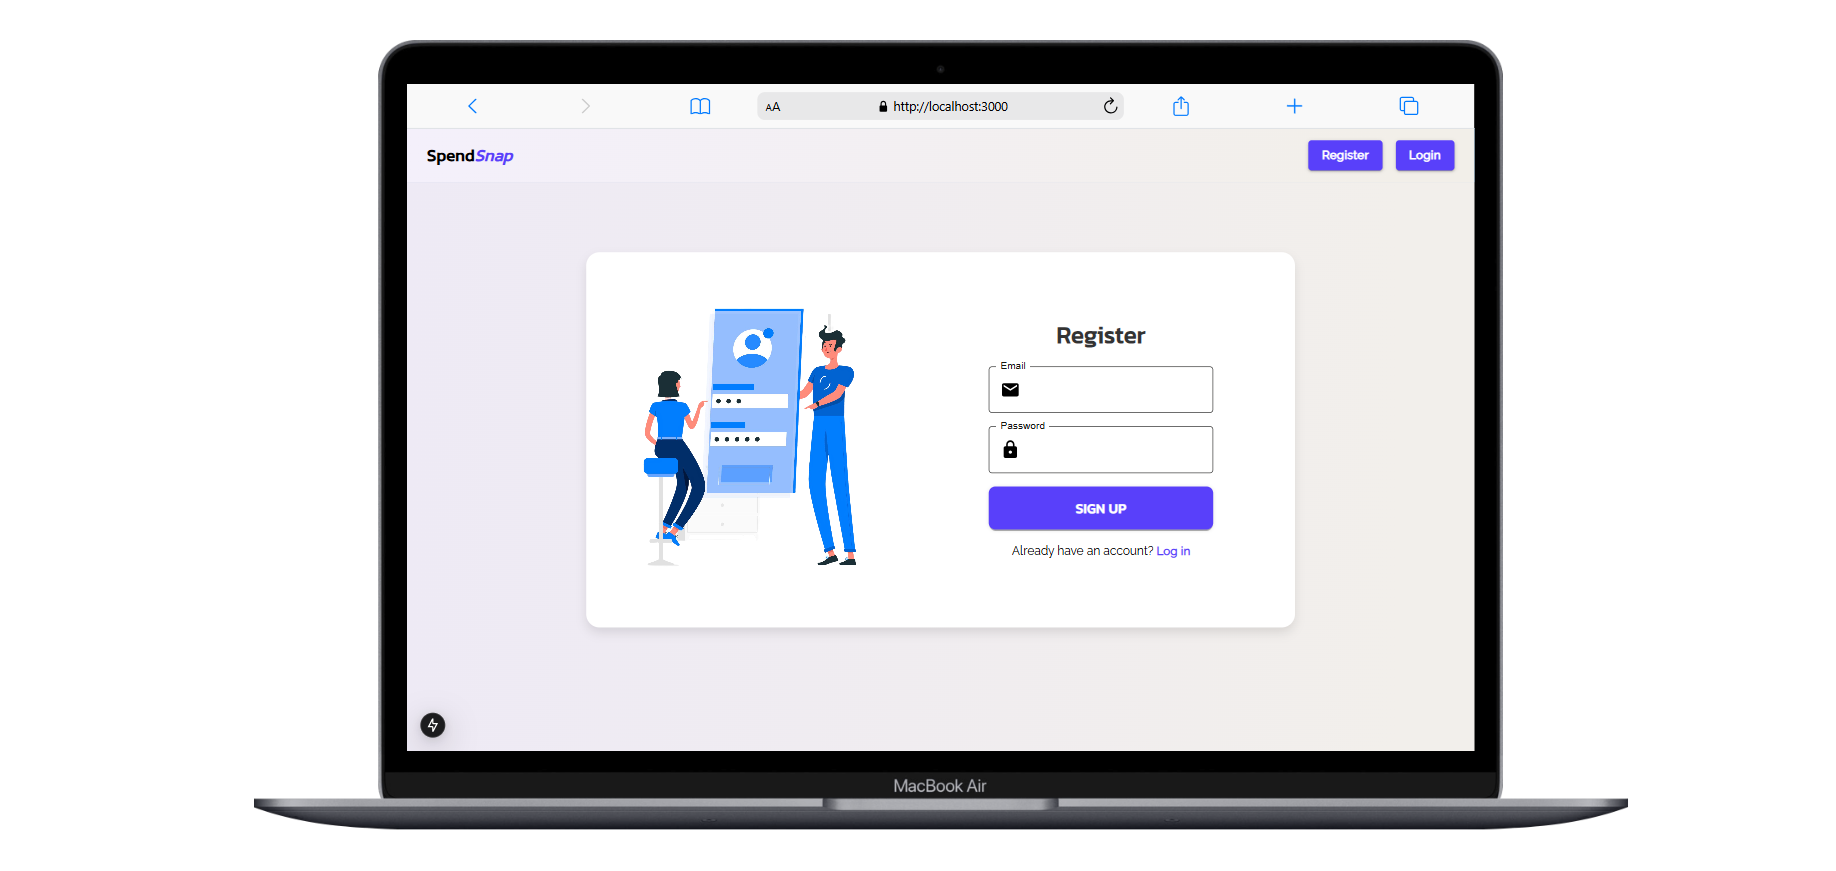 AA
http://localhost:3000
SpendSnap
Register
Login
Register
Email
Password
SIGN UP
Already have an account? Log in
MacBook Air